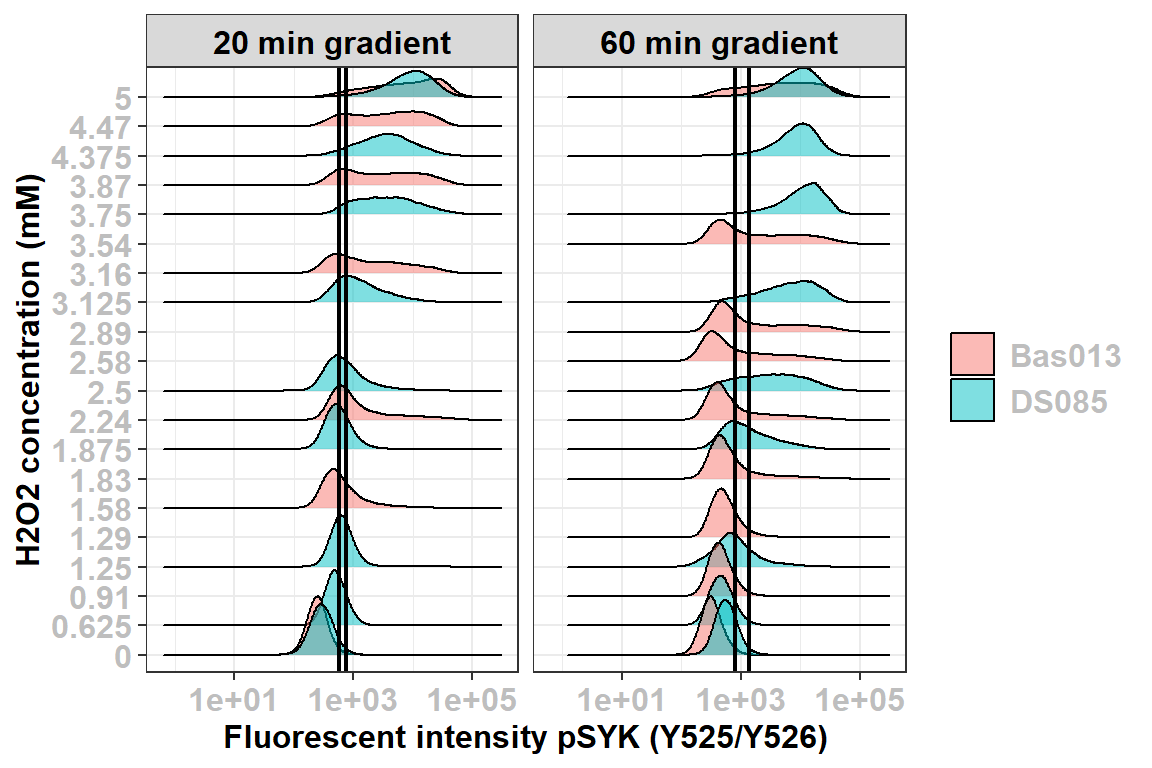 20 min gradient
60 min gradient
H2O2 concentration (mM)
5
4.47
4.375
3.87
3.75
3.54
3.16
3.125
2.89
2.58
2.5
2.24
1.875
1.83
1.58
1.29
1.25
0.91
0.625
0
Bas013
DS085
1e+01 1e+03 1e+05
1e+01 1e+03 1e+05
Fluorescent intensity pSYK (Y525/Y526)